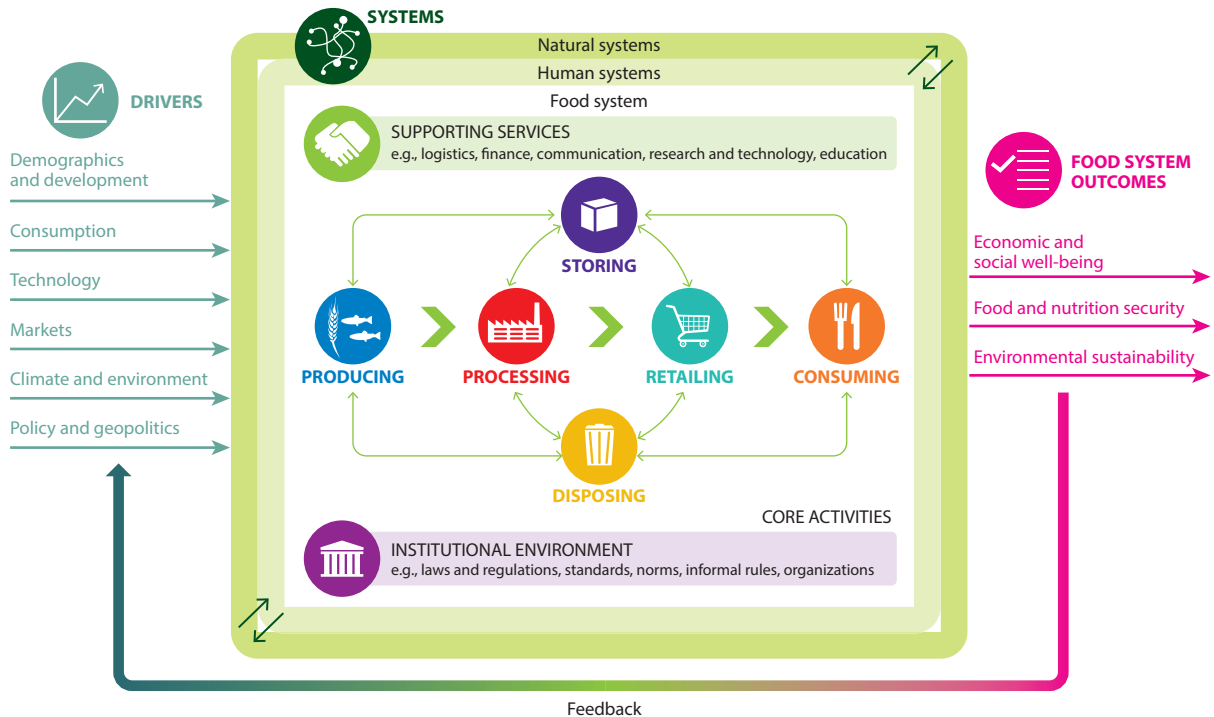 SYSTEMS
Natural systems
Human systems
Food system
DRIVERS
Demographics
and development
Consumption
Technology
Markets
Climate and environment
Policy and geopolitics
SUPPORTING SERVICES
e.g., logistics, finance, communication, research and technology, education
STORING
PRODUCING
PROCESSING
RETAILING
CONSUMING
DISPOSING
CORE ACTIVITIES
INSTITUTIONAL ENVIRONMENT
e.g., laws and regulations, standards, norms, informal rules, organizations
FOOD SYSTEM
OUTCOMES
Economic and
social well-being
Food and nutrition security
Environmental sustainability
Feedback